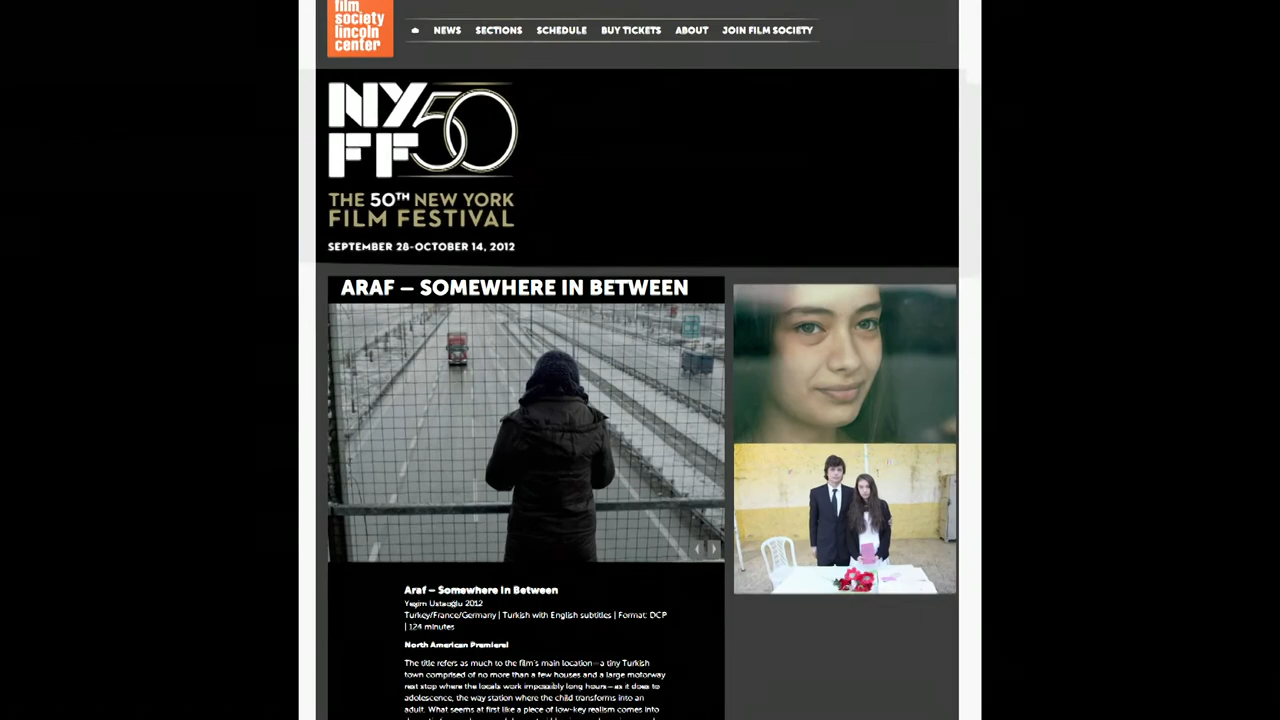 film
society
lincoln
center
NEWS SECTIONS SCHEDULE BUY TICKETS ABOUT JOIN FILM SOCIETY
NY50
FF
THE 50TH NEW YORK
FILM FESTIVAL
SEPTEMBER 28-OCTOBER 14, 2012
ARAF – SOMEWHERE IN BETWEEN
Araf – Somewhere In Between
Yeşim Ustaoğlu 2012
Turkey/France/Germany | Turkish with English subtitles | Format: DCP
| 124 minutes
North American Premiere!
The title refers as much to the film's main location—a tiny Turkish
town comprised of no more than a few houses and a large motorway
rest stop where the locals work impossibly long hours—as it does to
adolescence, the way station where the child transforms into an
adult. What seems at first like a piece of low-key realism comes into